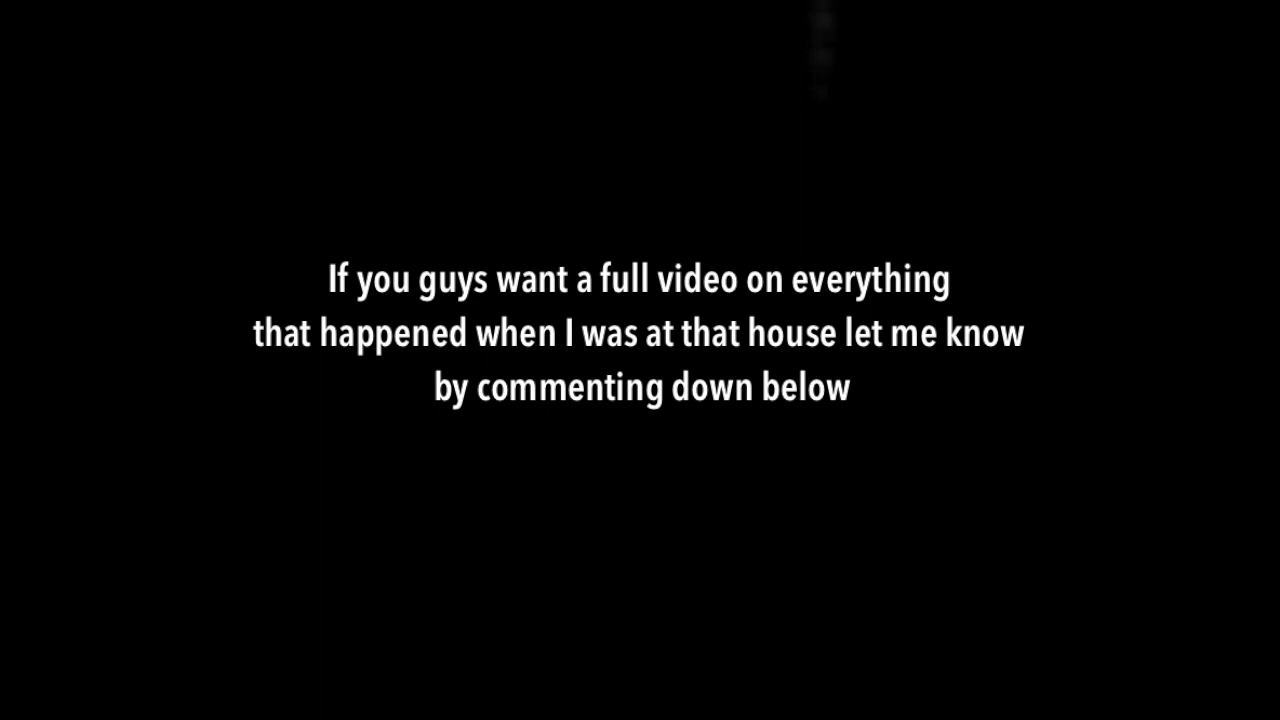 If you guys want a full video on everything
that happened when I was at that house let me know
by commenting down below